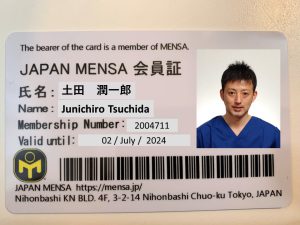 The bearer of the card is a member of MENSA.
JAPAN MENSA 会員証
氏名： 土田 潤一郎
Name: Junichiro Tsuchida
Membership Number: 2004711
Valid until: 02 / July / 2024
JAPAN MENSA https://mensa.jp/
Nihonbashi KN BLD. 4F, 3-2-14 Nihonbashi Chuo-ku Tokyo, JAPAN